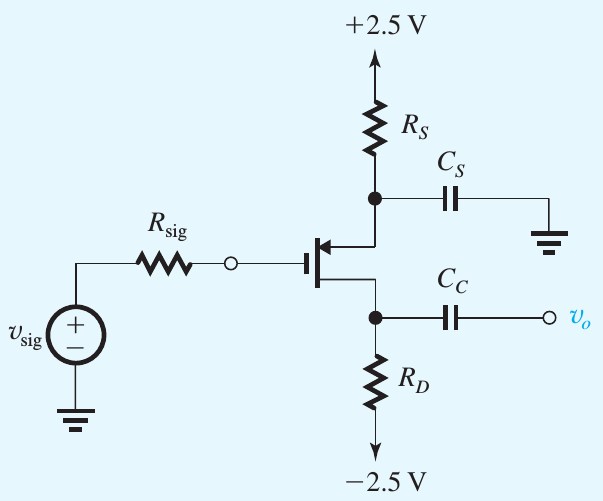 +2.5 V
R_S
C_S
R_sig
C_C
v_o
+
−
v_sig
R_D
−2.5 V